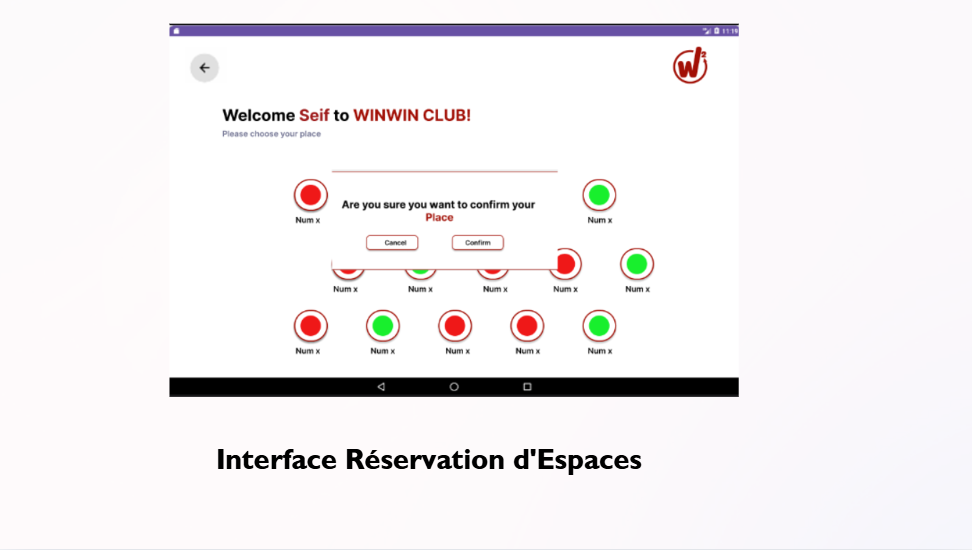 11:19
W2
Welcome Seif to WINWIN CLUB!
Please choose your place
Are you sure you want to confirm your
Place
Cancel Confirm
Num x Num x
Num x Num x Num x Num x Num x
Num x Num x Num x Num x Num x
Interface Réservation d'Espaces